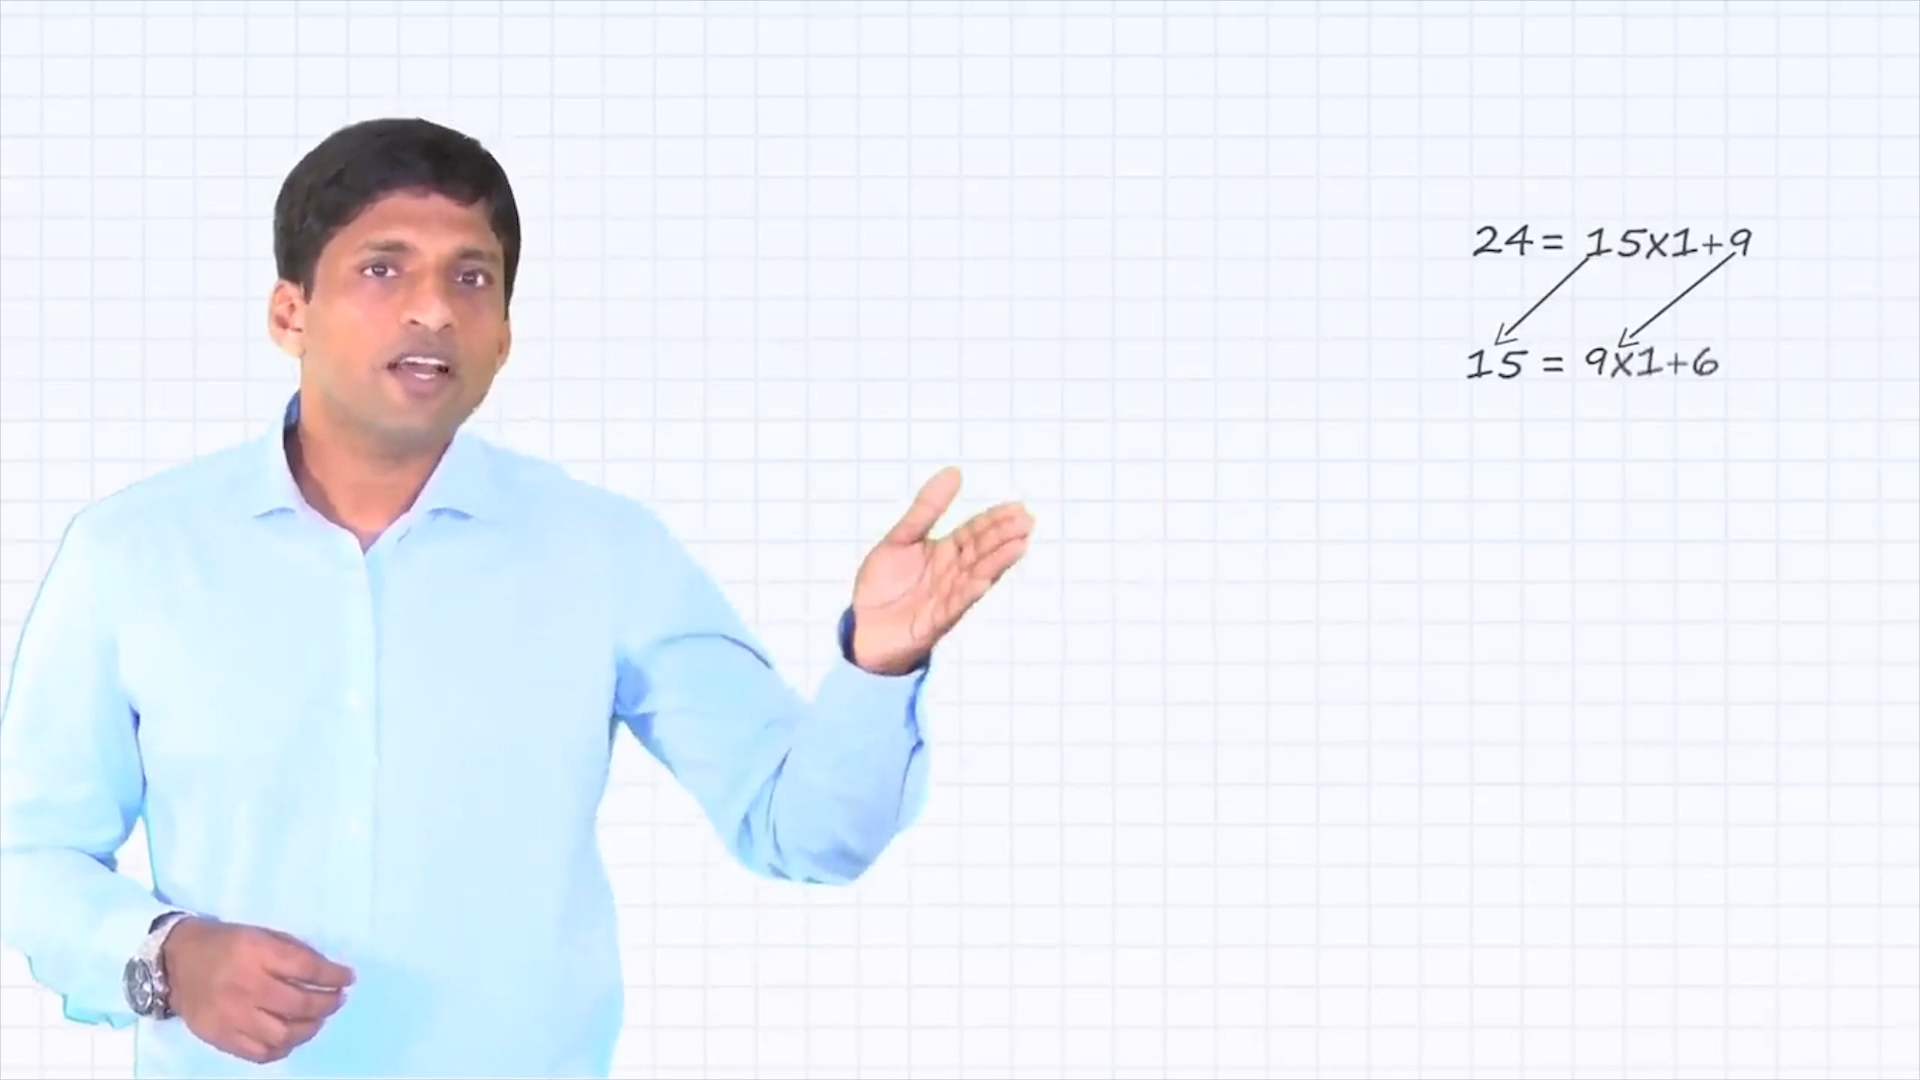 24 = 15x1+9
15 = 9x1+6